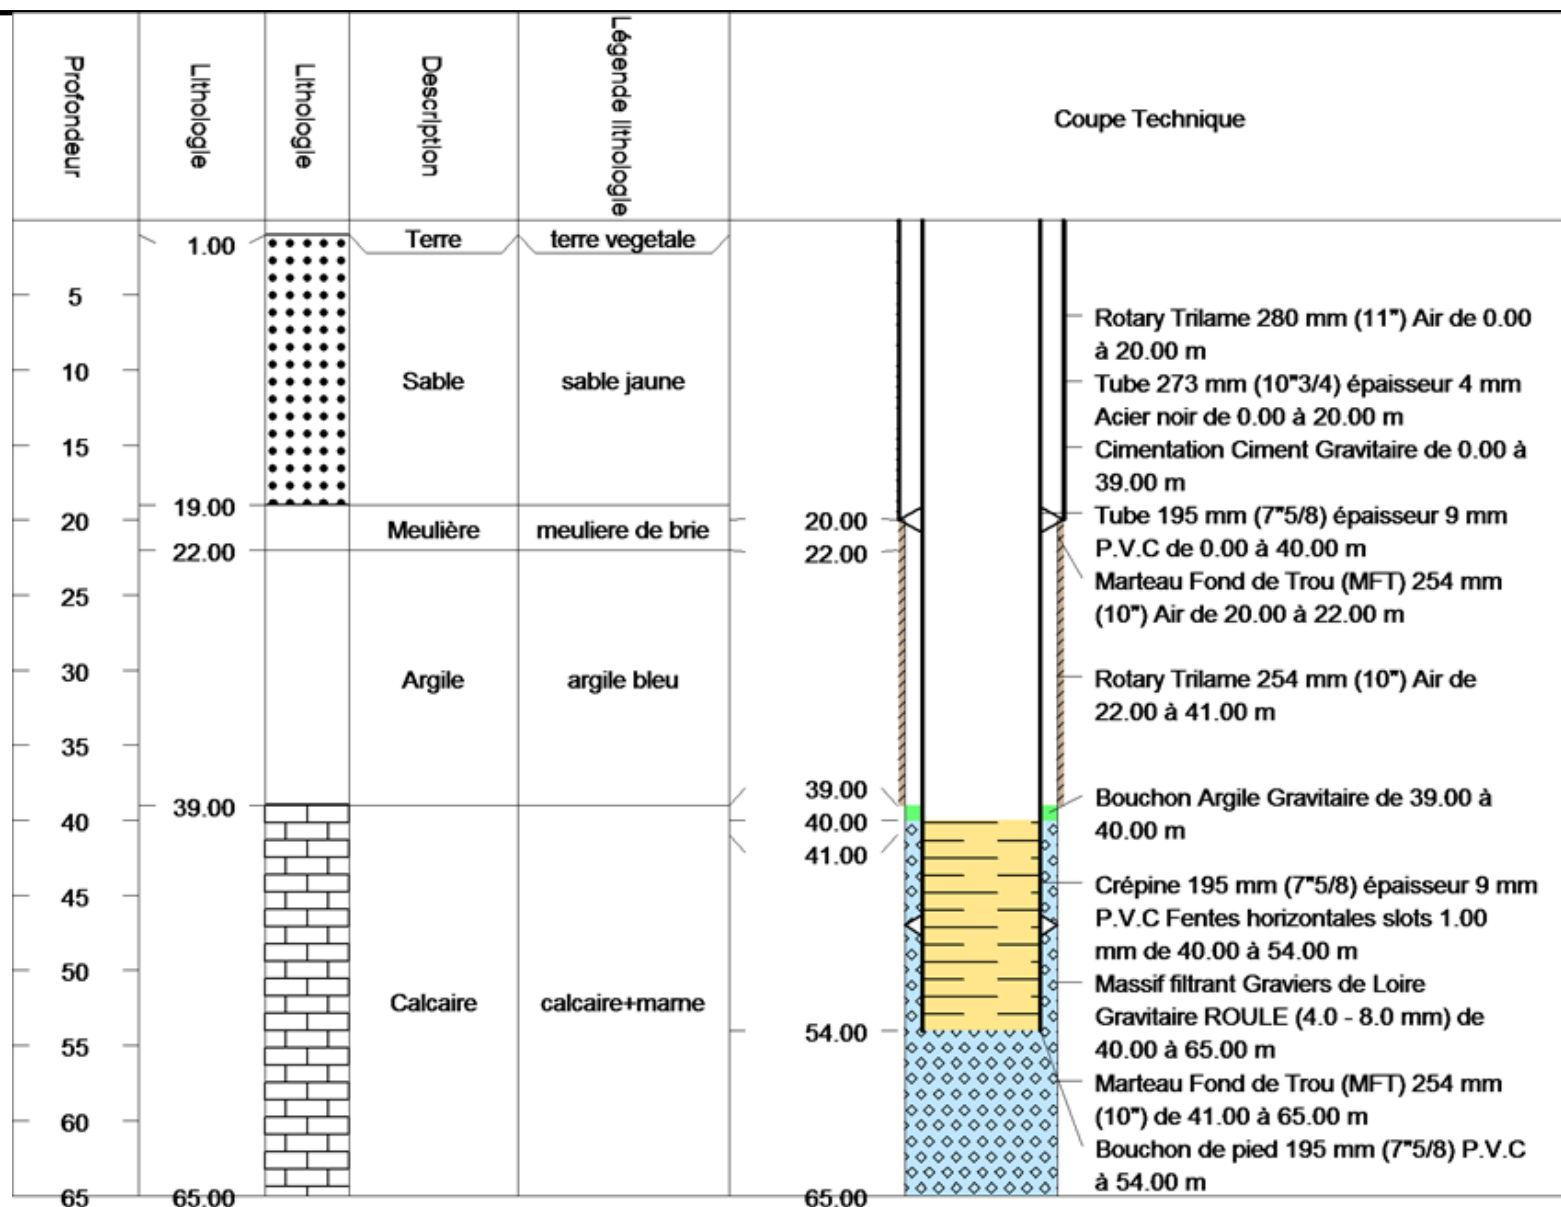 Profondeur
Lithologie
Lithologie
Description
Légende lithologie
Coupe Technique
1.00
Terre
terre vegetale
5
10
Sable
sable jaune
15
19.00
20
Meulière
meuliere de brie
22.00
25
30
Argile
argile bleu
35
39.00
40
45
50
Calcaire
calcaire+marne
55
60
65
65.00
20.00
22.00
39.00
40.00
41.00
54.00
65.00
Rotary Trilame 280 mm (11") Air de 0.00
à 20.00 m
Tube 273 mm (10"3/4) épaisseur 4 mm
Acier noir de 0.00 à 20.00 m
Cimentation Ciment Gravitaire de 0.00 à
39.00 m
Tube 195 mm (7"5/8) épaisseur 9 mm
P.V.C de 0.00 à 40.00 m
Marteau Fond de Trou (MFT) 254 mm
(10") Air de 20.00 à 22.00 m
Rotary Trilame 254 mm (10") Air de
22.00 à 41.00 m
Bouchon Argile Gravitaire de 39.00 à
40.00 m
Crépine 195 mm (7"5/8) épaisseur 9 mm
P.V.C Fentes horizontales slots 1.00
mm de 40.00 à 54.00 m
Massif filtrant Graviers de Loire
Gravitaire ROULE (4.0 - 8.0 mm) de
40.00 à 65.00 m
Marteau Fond de Trou (MFT) 254 mm
(10") de 41.00 à 65.00 m
Bouchon de pied 195 mm (7"5/8) P.V.C
à 54.00 m